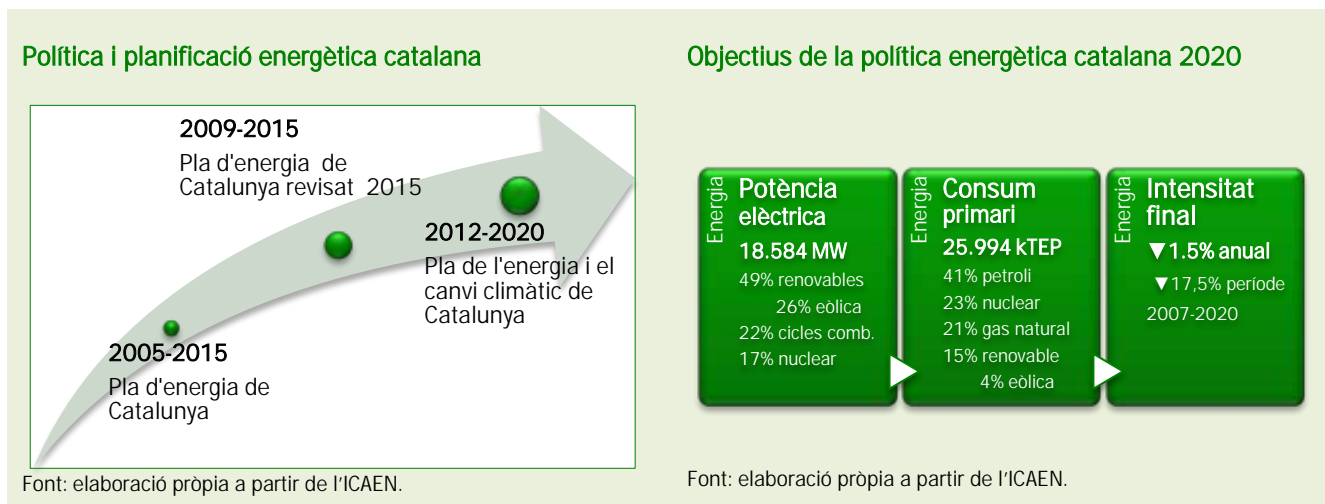 Política i planificació energètica catalana
2009-2015
Pla d'energia de
Catalunya revisat 2015
2012-2020
Pla de l'energia i el
canvi climàtic de
Catalunya
2005-2015
Pla d'energia de
Catalunya
Font: elaboració pròpia a partir de l'ICAEN.
Objectius de la política energètica catalana 2020
Energia
Potència
elèctrica
18.584 MW
49% renovables
26% eòlica
22% cicles comb.
17% nuclear
Energia
Consum
primari
25.994 kTEP
41% petroli
23% nuclear
21% gas natural
15% renovable
4% eòlica
Energia
Intensitat
final
▼1.5% anual
▼17,5% període
2007-2020
Font: elaboració pròpia a partir de l'ICAEN.